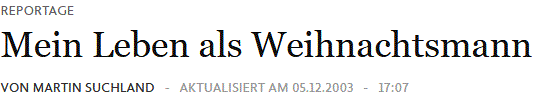 REPORTAGE
Mein Leben als Weihnachtsmann
VON MARTIN SUCHLAND - AKTUALISIERT AM 05.12.2003 - 17:07